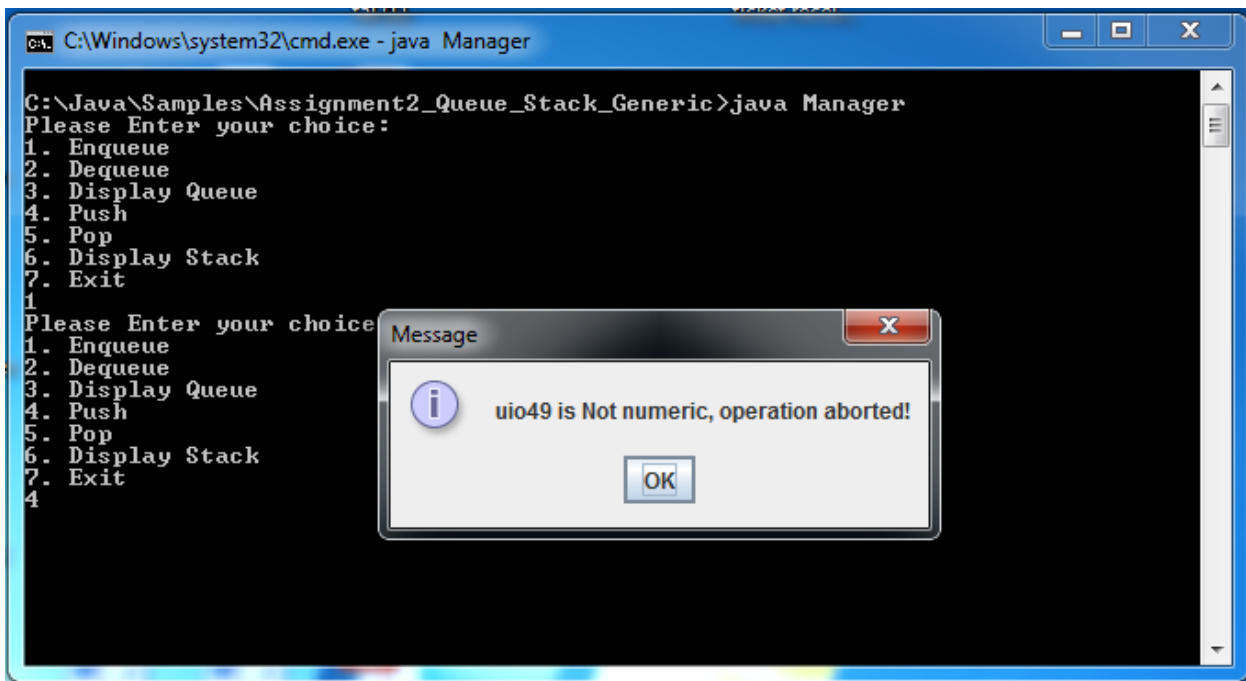 C:\Windows\system32\cmd.exe - java Manager
C:\Java\Samples\Assignment2_Queue_Stack_Generic>java Manager
Please Enter your choice:
1. Enqueue
2. Dequeue
3. Display Queue
4. Push
5. Pop
6. Display Stack
7. Exit
1
Please Enter your choice
1. Enqueue
2. Dequeue
3. Display Queue
4. Push
5. Pop
6. Display Stack
7. Exit
4
Message
uio49 is Not numeric, operation aborted!
OK